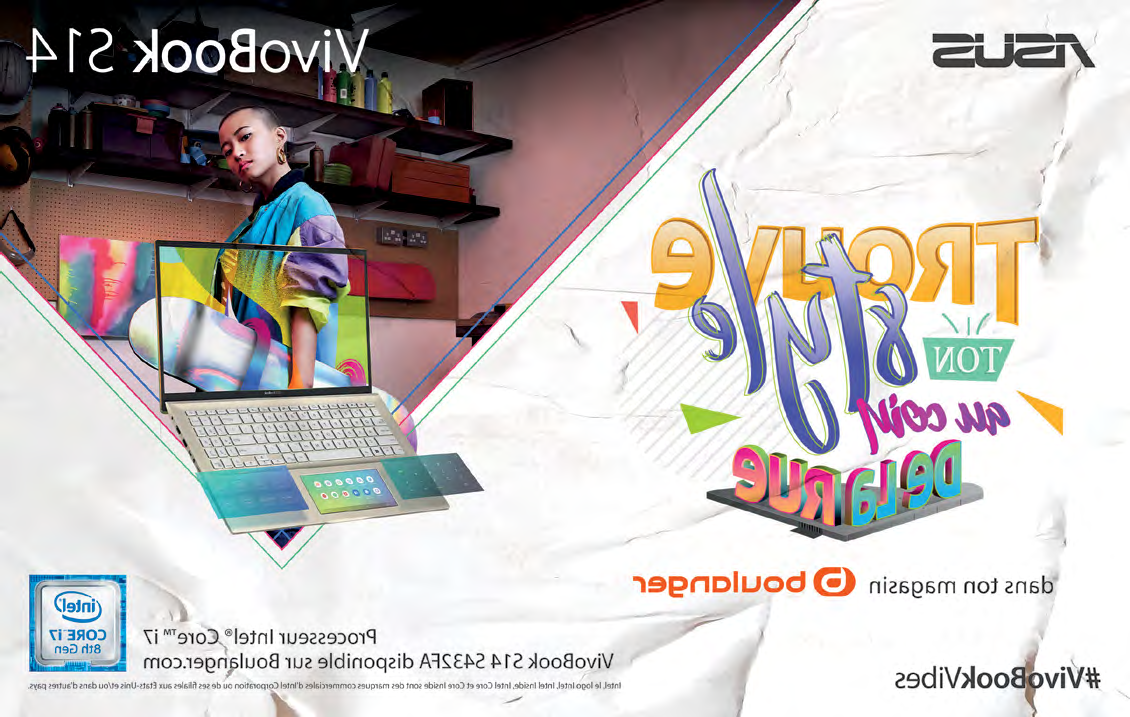 ASUS
VivoBook S14
TROUVE
TON
style
au coin
DE LA RUE
dans ton magasin boulanger
#VivoBookVibes
Processeur Intel® Core™ i7
VivoBook S14 S432FA disponible sur Boulanger.com
Intel, le logo Intel, Intel Inside, Intel Core et Core Inside sont des marques commerciales d'Intel Corporation ou de ses filiales aux Etats-Unis et/ou dans d'autres pays.
intel
CORE i7
8th Gen